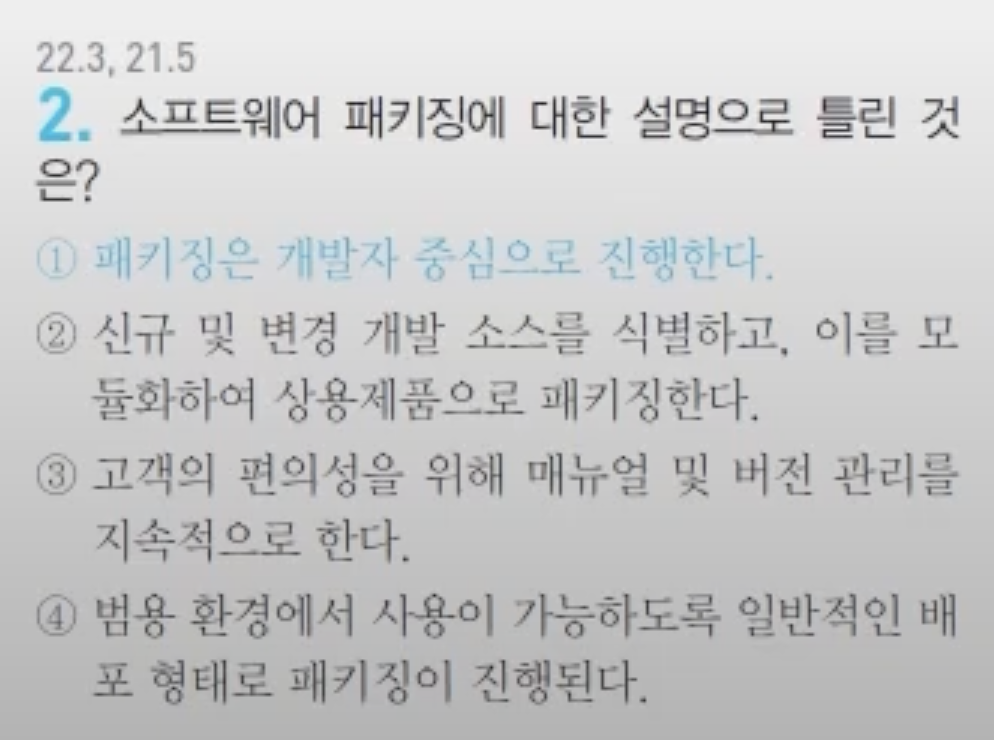 22.3, 21.5
2. 소프트웨어 패키징에 대한 설명으로 틀린 것
은?
① 패키징은 개발자 중심으로 진행한다.
② 신규 및 변경 개발 소스를 식별하고, 이를 모
듈화하여 상용제품으로 패키징한다.
③ 고객의 편의성을 위해 매뉴얼 및 버전 관리를
지속적으로 한다.
④ 범용 환경에서 사용이 가능하도록 일반적인 배
포 형태로 패키징이 진행된다.